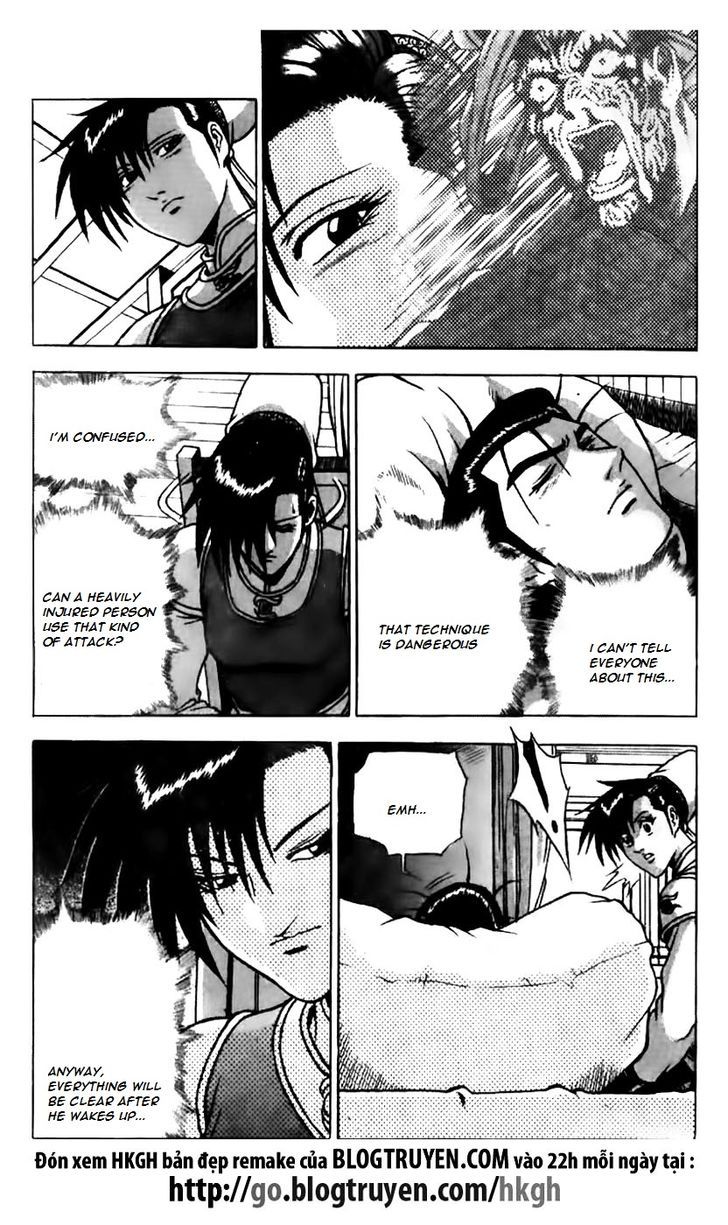 I'M CONFUSED...
CAN A HEAVILY
INJURED PERSON
USE THAT KIND
OF ATTACK?
THAT TECHNIQUE
IS DANGEROUS
I CAN'T TELL
EVERYONE
ABOUT THIS...
ANYWAY,
EVERYTHING WILL
BE CLEAR AFTER
HE WAKES UP...
EMH...
!
Đón xem HKGH bản đẹp remake của BLOGTRUYEN.COM vào 22h mỗi ngày tại :
http://go.blogtruyen.com/hkgh